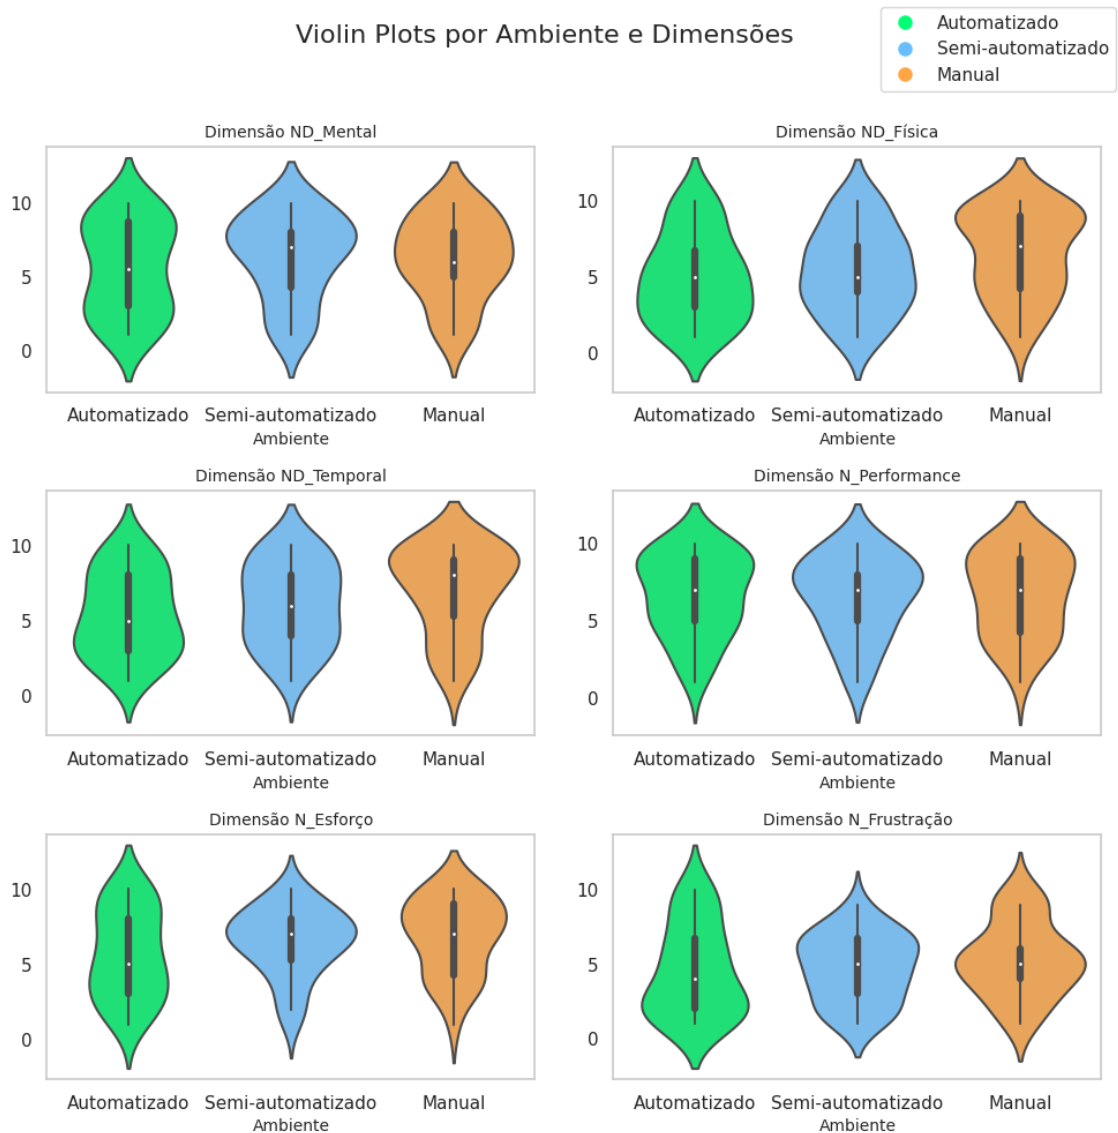 Violin Plots por Ambiente e Dimensões
Automatizado
Semi-automatizado
Manual
Dimensão ND_Mental
10
5
0
Automatizado Semi-automatizado Manual
Ambiente
Dimensão ND_Física
10
5
0
Automatizado Semi-automatizado Manual
Ambiente
Dimensão ND_Temporal
10
5
0
Automatizado Semi-automatizado Manual
Ambiente
Dimensão N_Performance
10
5
0
Automatizado Semi-automatizado Manual
Ambiente
Dimensão N_Esforço
10
5
0
Automatizado Semi-automatizado Manual
Ambiente
Dimensão N_Frustração
10
5
0
Automatizado Semi-automatizado Manual
Ambiente